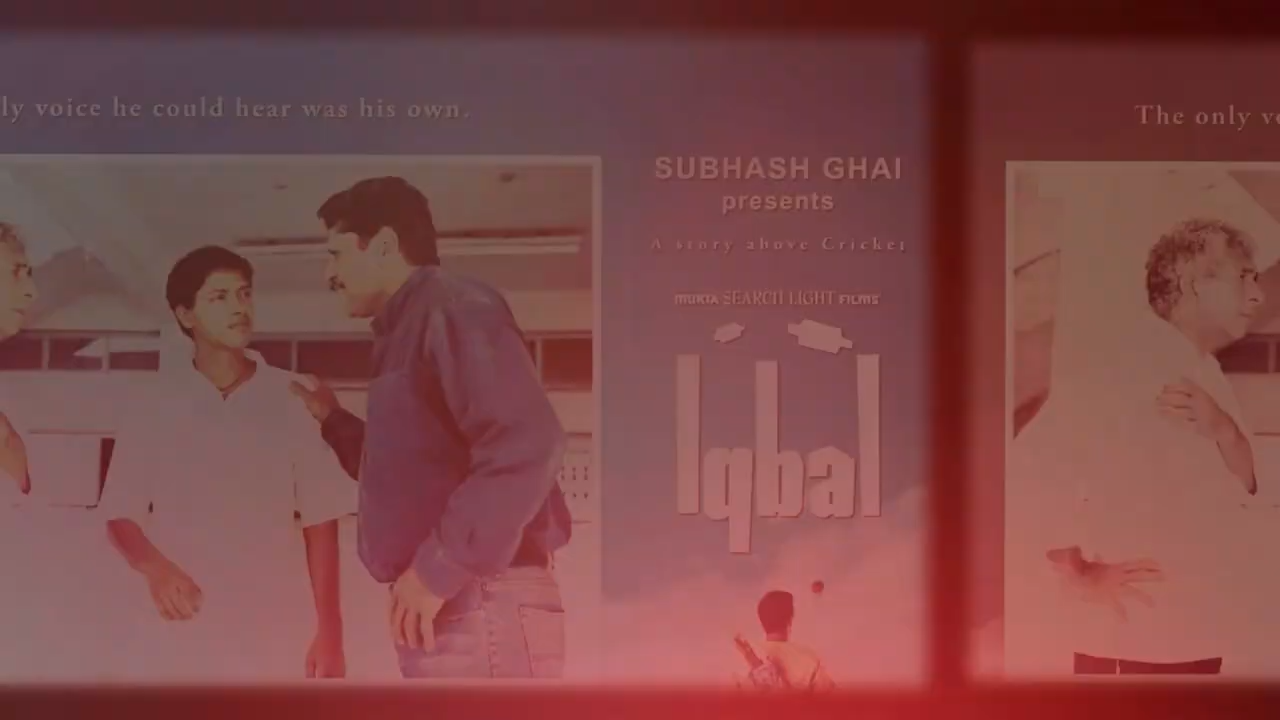 ly voice he could hear was his own.
SUBHASH GHAI
presents
A story above Cricket
MUKTA SEARCH LIGHT FILMS
Iqbal
The only